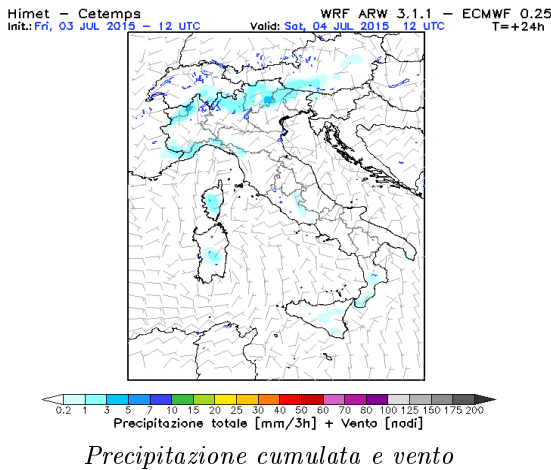 Himet – Cetemps WRF ARW 3.1.1 – ECMWF 0.25
Init.: Fri, 03 JUL 2015 – 12 UTC Valid: Sat, 04 JUL 2015 12 UTC T=+24h
0.2 1 3 5 7 10 15 20 25 30 40 50 60 70 80 100 125 150 175 200
Precipitazione totale [mm/3h] + Vento [nodi]
Precipitazione cumulata e vento